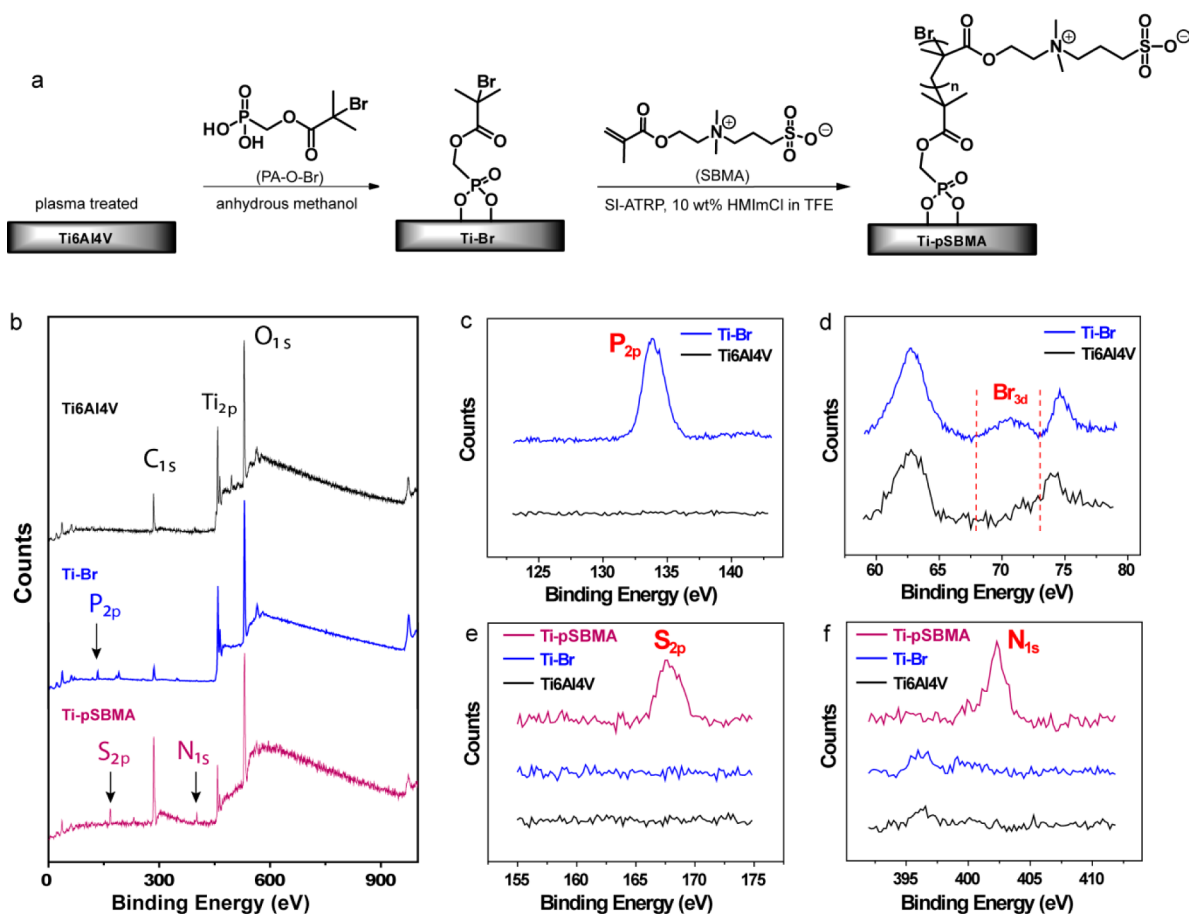 a
Br
O
O
N
⊕
S
O
O
O
⊖
n
O
O
P
O
O
O
Ti-pSBMA
O
HO
P
OH
O
O
Br
(PA-O-Br)
anhydrous methanol
plasma treated
Ti6Al4V
Br
O
O
P
O
O
O
Ti-Br
O
O
N
⊕
S
O
O
O
⊖
(SBMA)
SI-ATRP, 10 wt% HMImCl in TFE
b
O1s
Ti6Al4V
Ti2p
C1s
Ti-Br
P2p
Ti-pSBMA
S2p
N1s
Counts
0 300 600 900
Binding Energy (eV)
c
P2p
Ti-Br
Ti6Al4V
Counts
125 130 135 140
Binding Energy (eV)
d
Ti-Br
Ti6Al4V
Br3d
Counts
60 65 70 75 80
Binding Energy (eV)
e
Ti-pSBMA
Ti-Br
Ti6Al4V
S2p
Counts
155 160 165 170 175
Binding Energy (eV)
f
Ti-pSBMA
Ti-Br
Ti6Al4V
N1s
Counts
395 400 405 410
Binding Energy (eV)